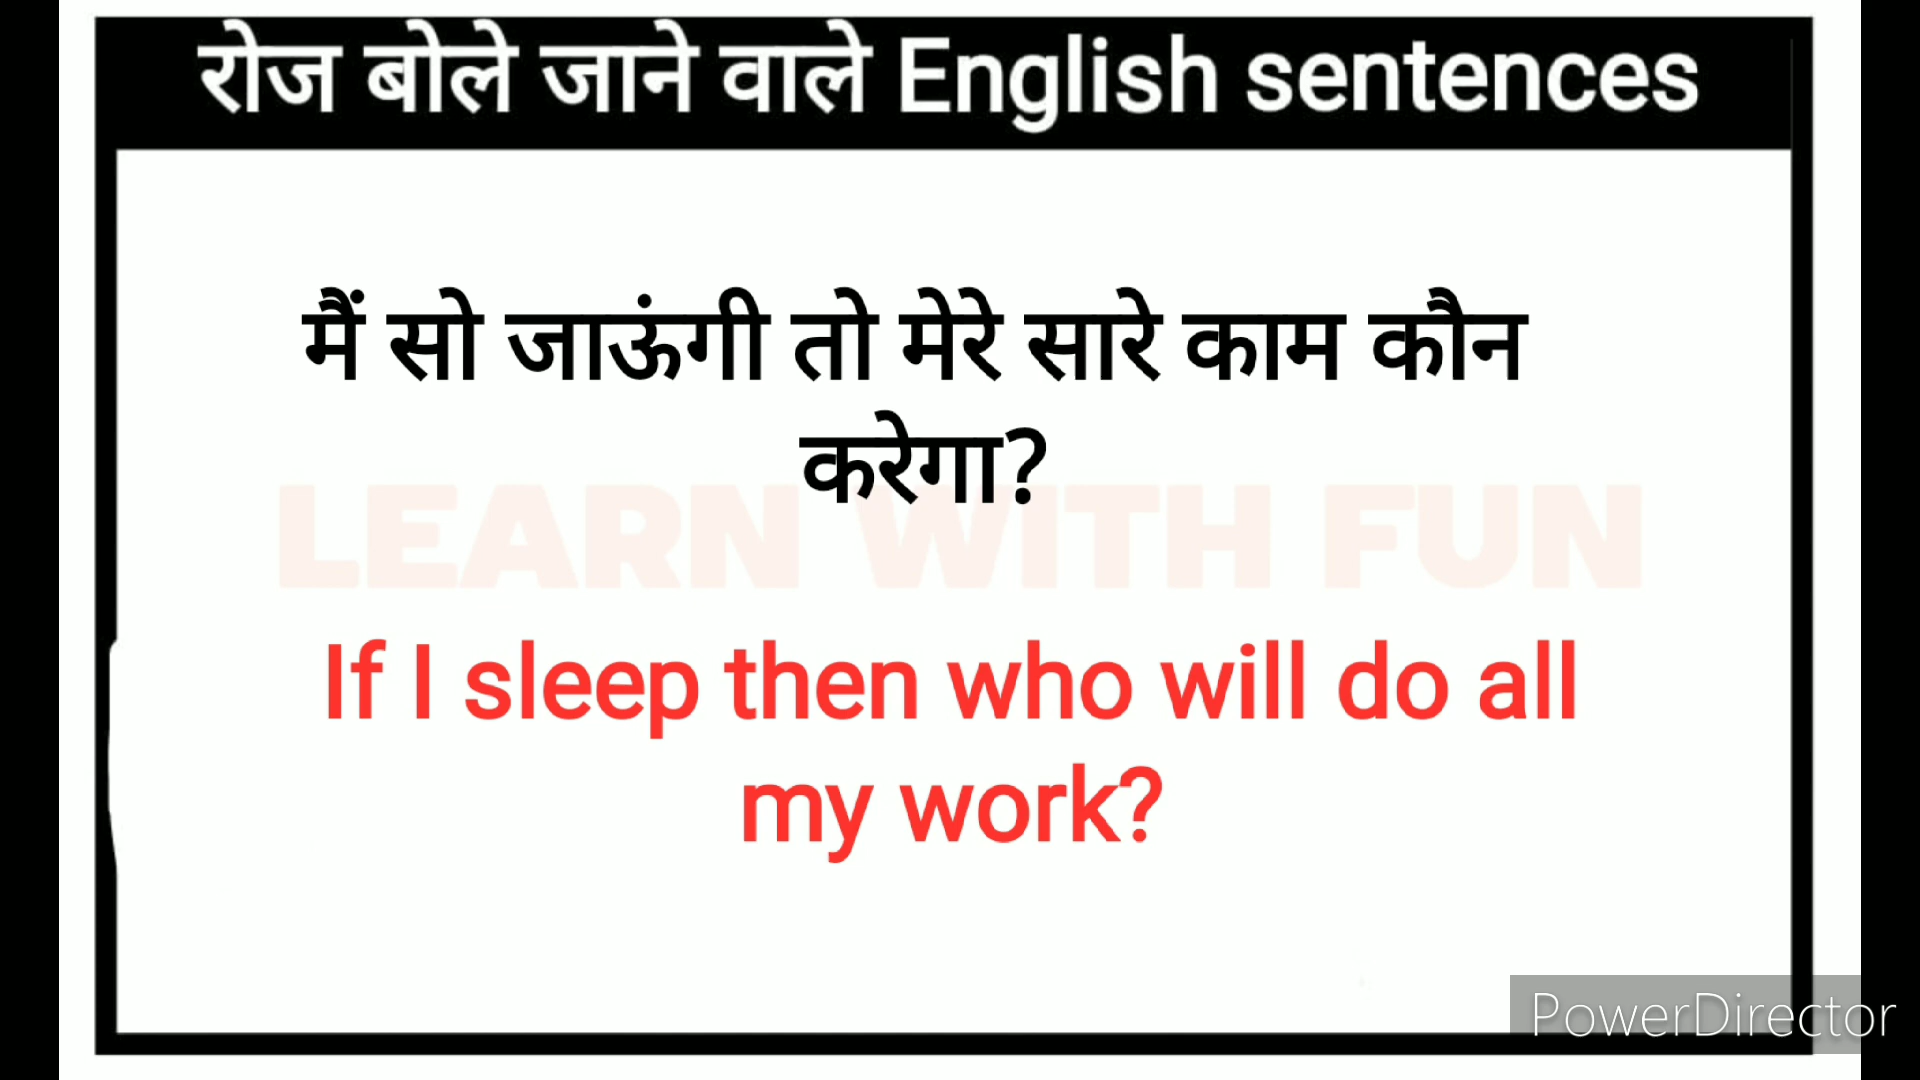 रोज बोले जाने वाले English sentences
मैं सो जाऊंगी तो मेरे सारे काम कौन
करेगा?
LEARN WITH FUN
If I sleep then who will do all
my work?
PowerDirector